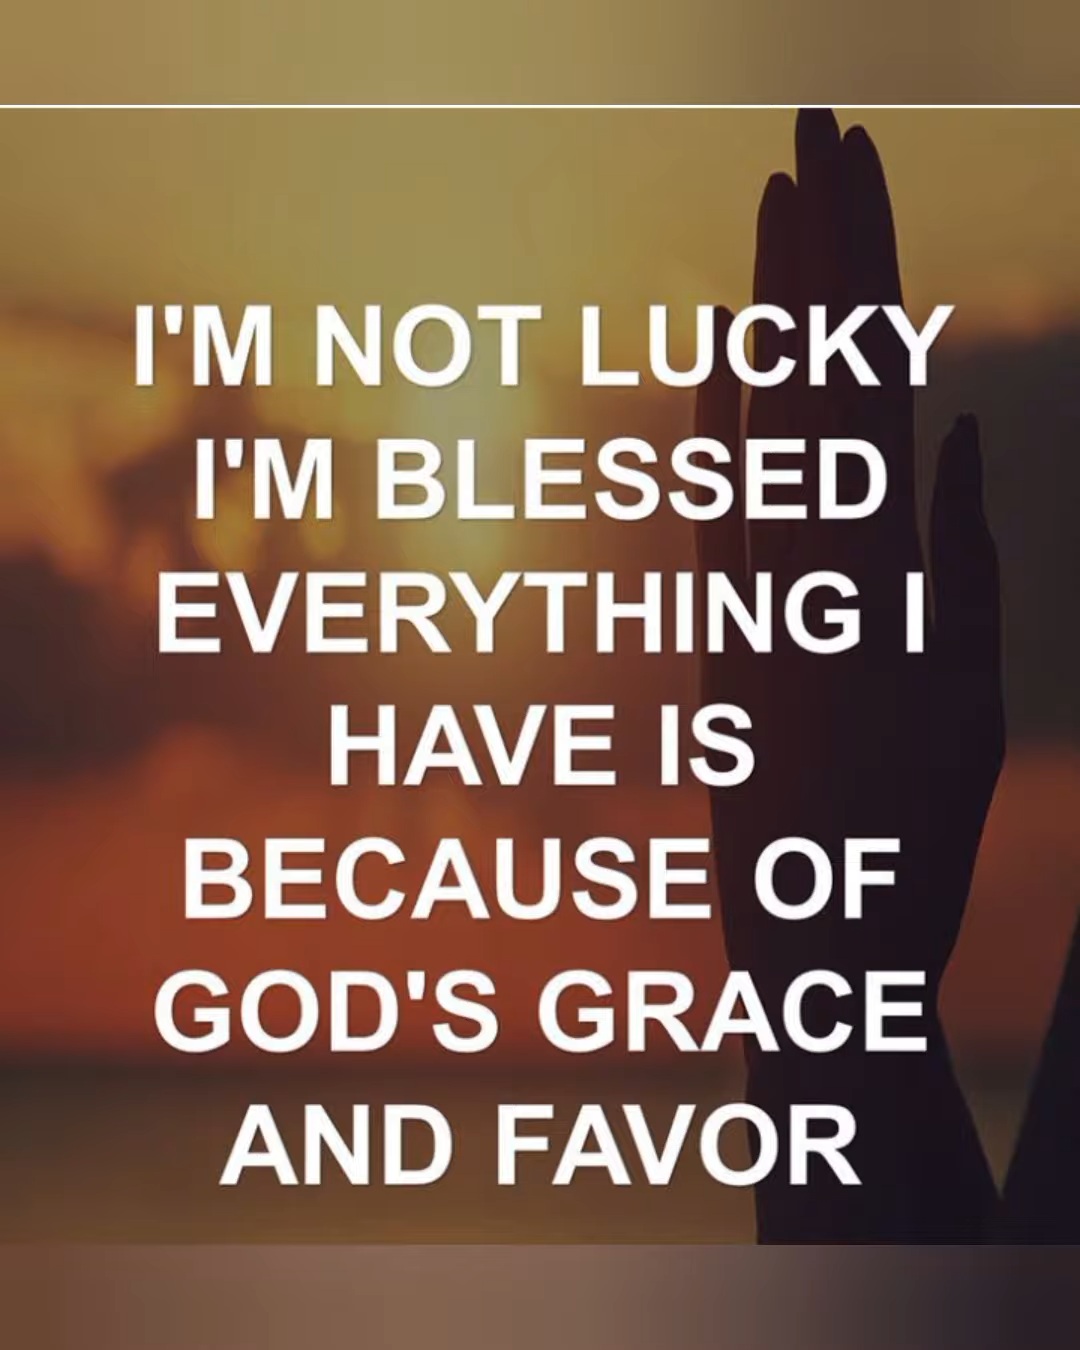 I'M NOT LUCKY
I'M BLESSED
EVERYTHING I
HAVE IS
BECAUSE OF
GOD'S GRACE
AND FAVOR